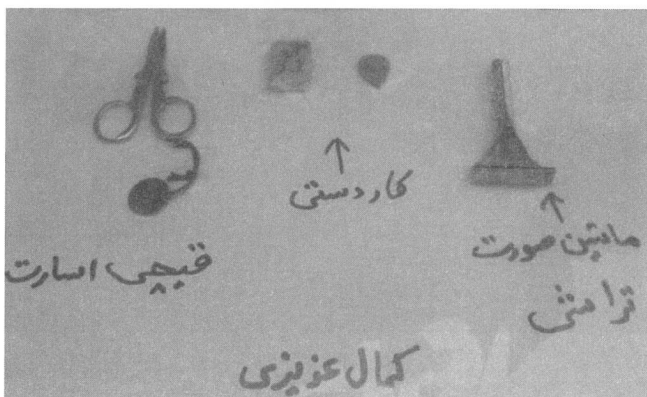 کاردستی
ماشین صورت
تراشی
قیچی اسارت
کمال عزیزی